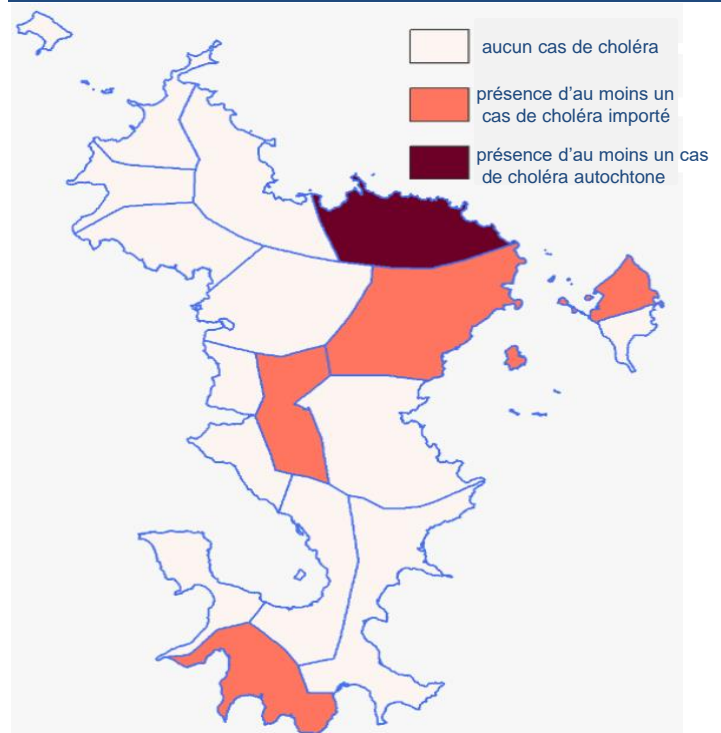 aucun cas de choléra
présence d'au moins un
cas de choléra importé
présence d'au moins un cas
de choléra autochtone